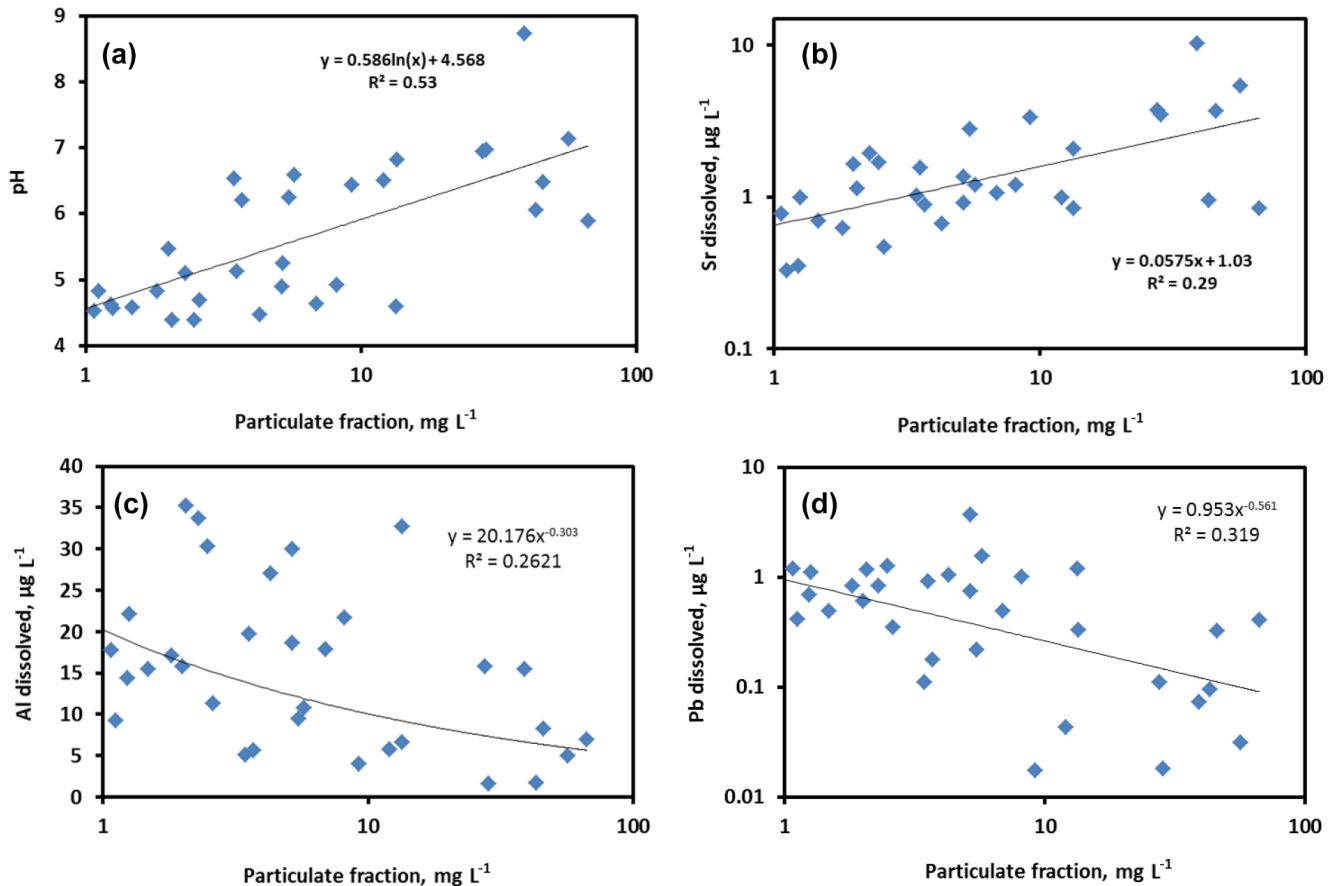 (a)
y = 0.586ln(x) + 4.568
R² = 0.53
pH
9
8
7
6
5
4
1
10
100
Particulate fraction, mg L⁻¹
(b)
y = 0.0575x + 1.03
R² = 0.29
Sr dissolved, µg L⁻¹
10
1
0.1
1
10
100
Particulate fraction, mg L⁻¹
(c)
y = 20.176x⁻⁰·³⁰³
R² = 0.2621
Al dissolved, µg L⁻¹
40
35
30
25
20
15
10
5
0
1
10
100
Particulate fraction, mg L⁻¹
(d)
y = 0.953x⁻⁰·⁵⁶¹
R² = 0.319
Pb dissolved, µg L⁻¹
10
1
0.1
0.01
1
10
100
Particulate fraction, mg L⁻¹